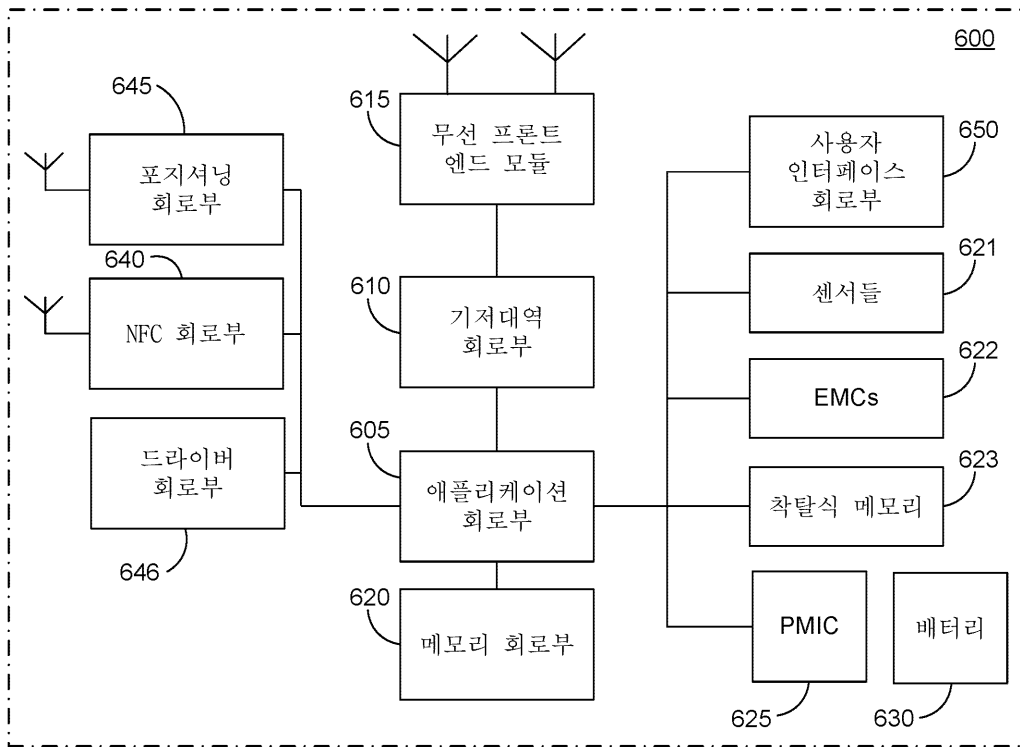 600
645
포지셔닝
회로부
640
NFC 회로부
드라이버
회로부
646
615
무선 프론트
엔드 모듈
610
기저대역
회로부
605
애플리케이션
회로부
620
메모리 회로부
사용자
인터페이스
회로부
650
621
센서들
622
EMCs
623
착탈식 메모리
PMIC
625
배터리
630